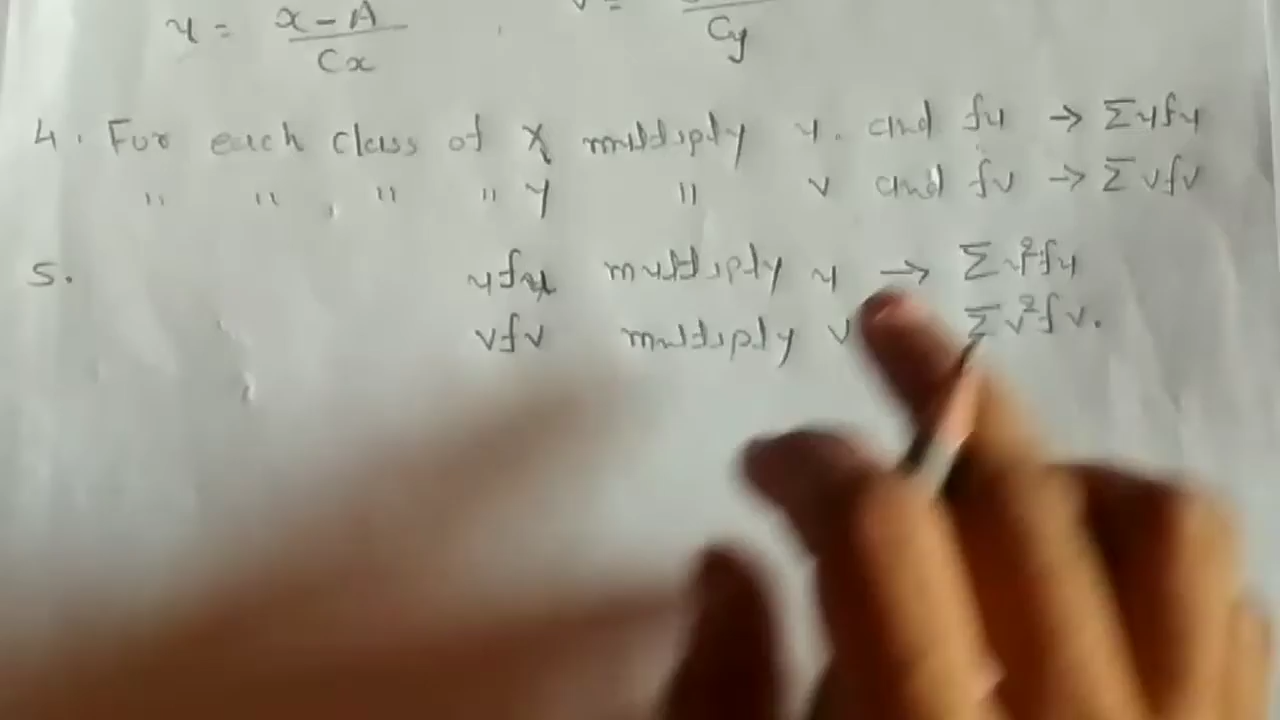 u = x - A / Cx   v = / Cy
4. For each class of X multiply u. and fu → Σufu
" " , " " Y " v and fv → Σvfv
5. ufu multiply u → Σu²fu
vfv multiply v Σv²fv.